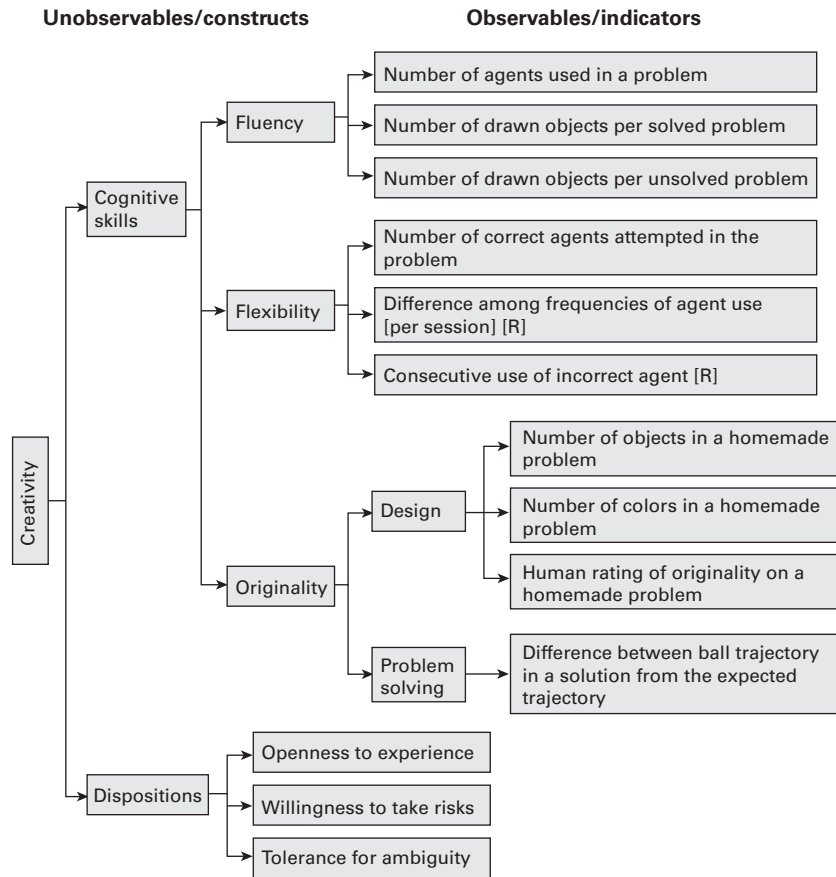 Unobservables/constructs
Observables/indicators
Number of agents used in a problem
Fluency
Number of drawn objects per solved problem
Number of drawn objects per unsolved problem
Cognitive
skills
Number of correct agents attempted in the
problem
Flexibility
Difference among frequencies of agent use
[per session] [R]
Consecutive use of incorrect agent [R]
Creativity
Number of objects in a homemade
problem
Design
Number of colors in a homemade
problem
Originality
Human rating of originality on a
homemade problem
Problem
solving
Difference between ball trajectory
in a solution from the expected
trajectory
Openness to experience
Dispositions
Willingness to take risks
Tolerance for ambiguity